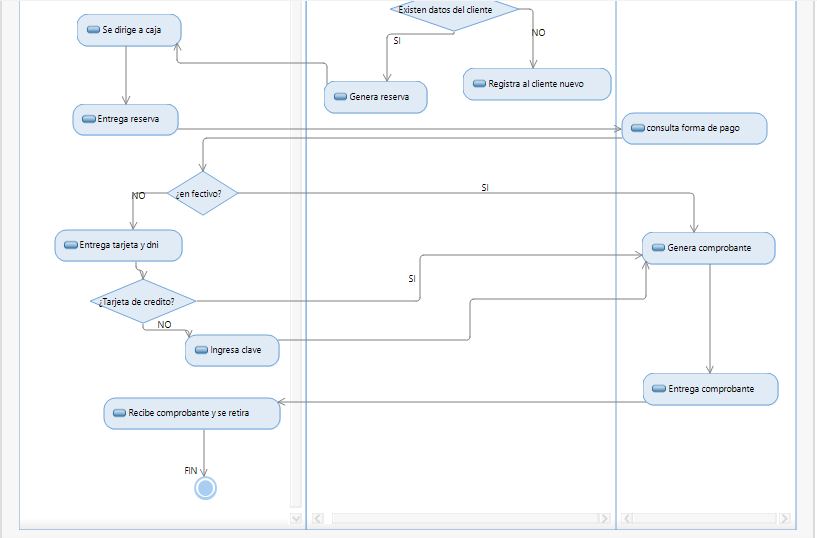 Existen datos del cliente
Se dirige a caja
NO
SI
Registra al cliente nuevo
Genera reserva
Entrega reserva
consulta forma de pago
SI
¿en fectivo?
NO
Entrega tarjeta y dni
Genera comprobante
SI
¿Tarjeta de credito?
NO
Ingresa clave
Entrega comprobante
Recibe comprobante y se retira
FIN